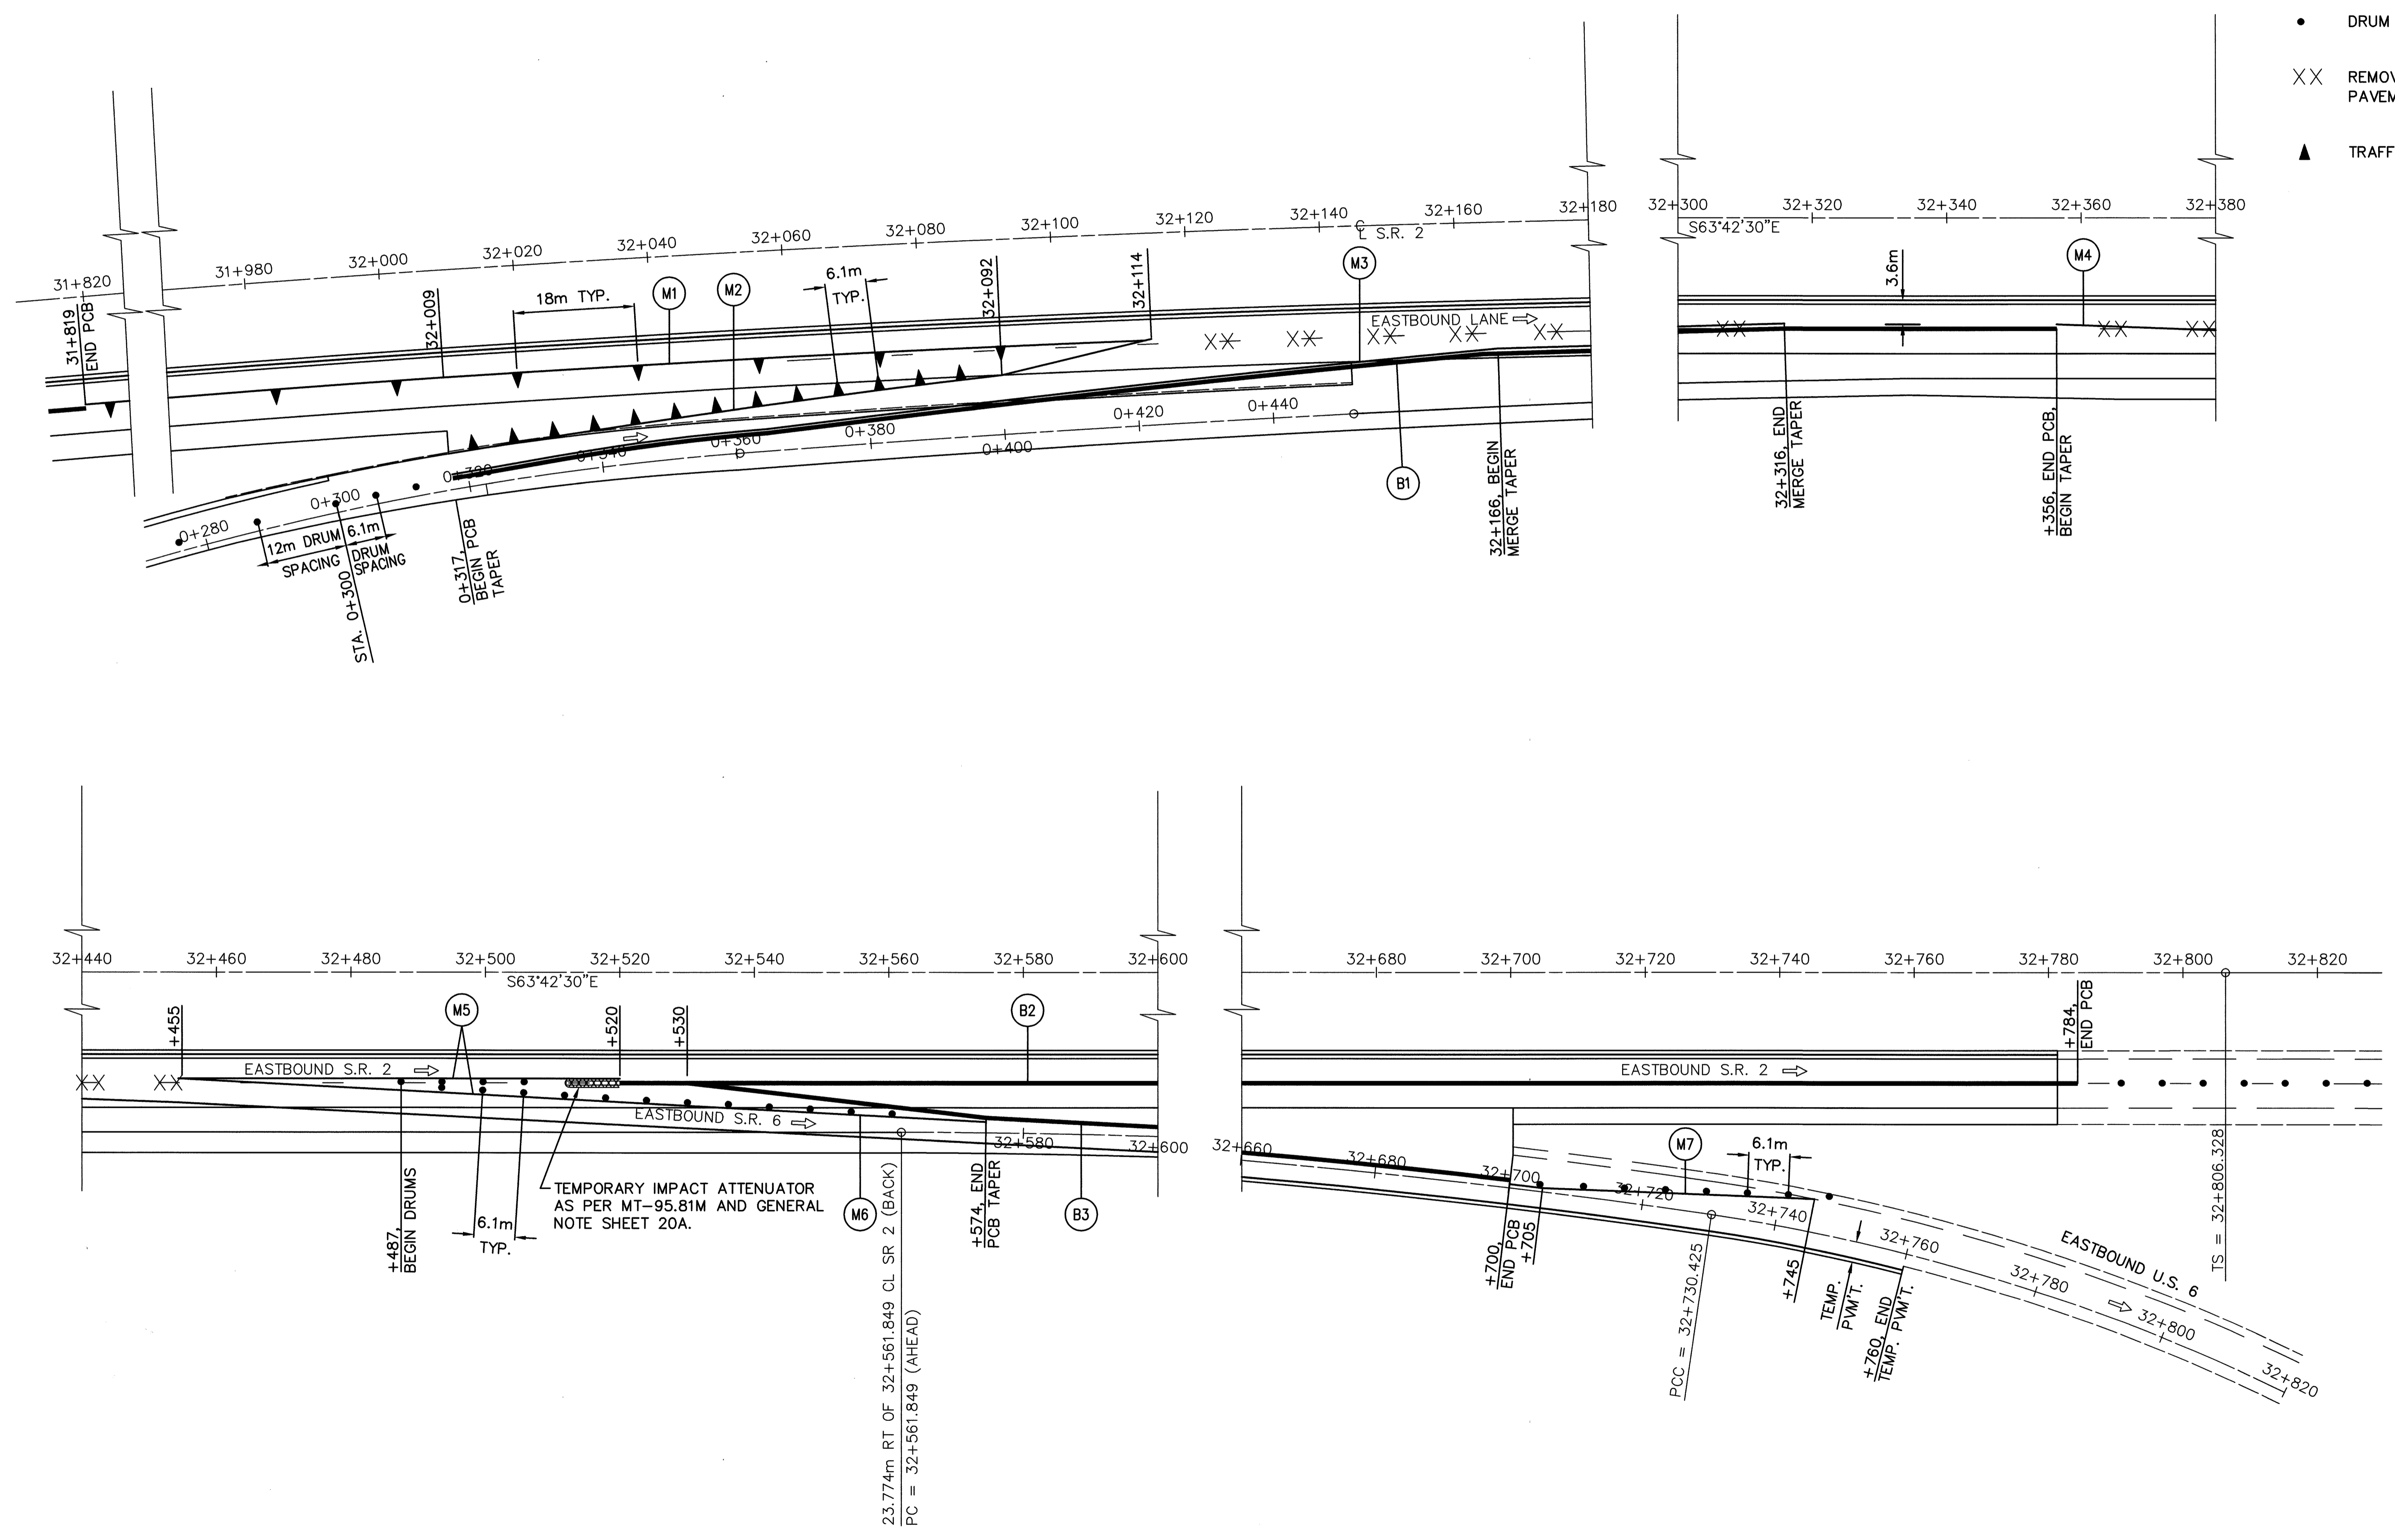 DRUM
REMOV
PAVEM
TRAFF
31+820
31+980
32+000
32+020
32+040
32+060
32+080
32+100
32+120
32+140
32+160
32+180
CL S.R. 2
31+819
END PCB
32+009
18m TYP.
M1
M2
6.1m
TYP.
32+092
32+114
M3
EASTBOUND LANE
0+280
0+300
0+320
0+340
0+360
0+380
0+400
0+420
0+440
12m DRUM
SPACING
6.1m
DRUM
SPACING
STA. 0+300
0+317,
BEGIN PCB
TAPER
B1
32+166, BEGIN
MERGE TAPER
32+300
32+320
32+340
32+360
32+380
S63°42'30"E
3.6m
M4
32+316, END
MERGE TAPER
+356, END PCB,
BEGIN TAPER
32+440
32+460
32+480
32+500
32+520
32+540
32+560
32+580
32+600
S63°42'30"E
+455
M5
+520
+530
B2
EASTBOUND S.R. 2
EASTBOUND S.R. 6
32+580
32+600
+487,
BEGIN DRUMS
6.1m
TYP.
TEMPORARY IMPACT ATTENUATOR
AS PER MT-95.81M AND GENERAL
NOTE SHEET 20A.
M6
23.774m RT OF 32+561.849 CL SR 2 (BACK)
PC = 32+561.849 (AHEAD)
+574, END
PCB TAPER
B3
32+680
32+700
32+720
32+740
32+760
32+780
32+800
32+820
EASTBOUND S.R. 2
+784,
END PCB
TS = 32+806.328
32+660
32+680
32+700
32+720
32+740
32+760
32+780
32+800
32+820
M7
6.1m
TYP.
+700,
END PCB
+705
PCC = 32+730.425
+745
TEMP.
PVM'T.
+760, END
TEMP. PVM'T.
EASTBOUND U.S. 6